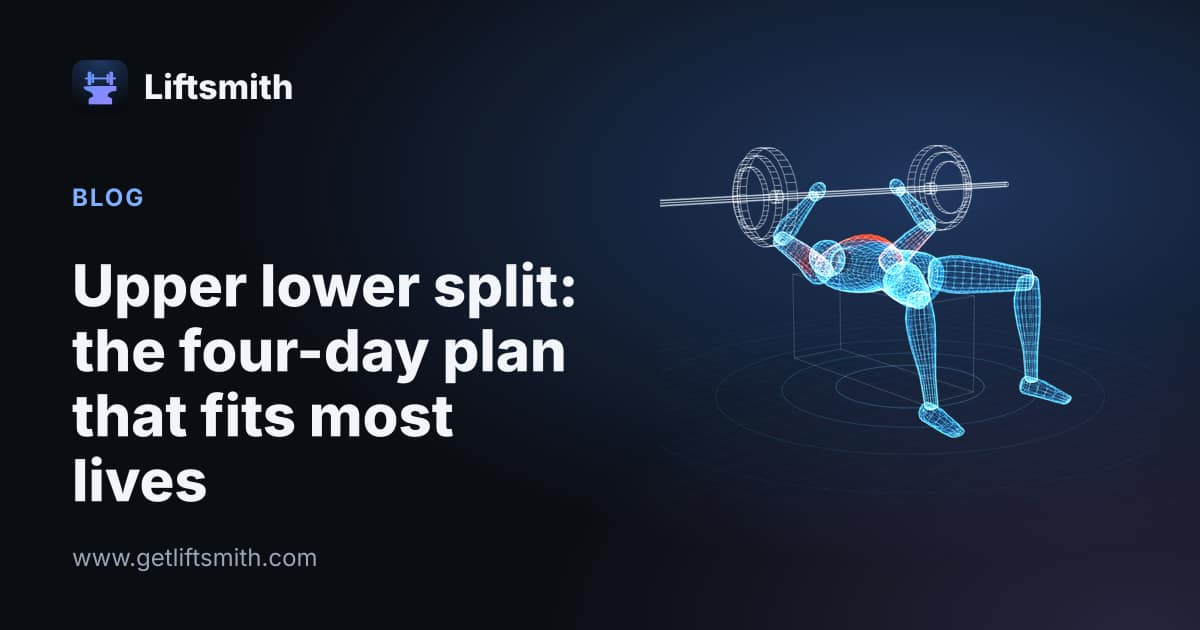 Liftsmith
BLOG
Upper lower split:
the four-day plan
that fits most
lives
www.getliftsmith.com